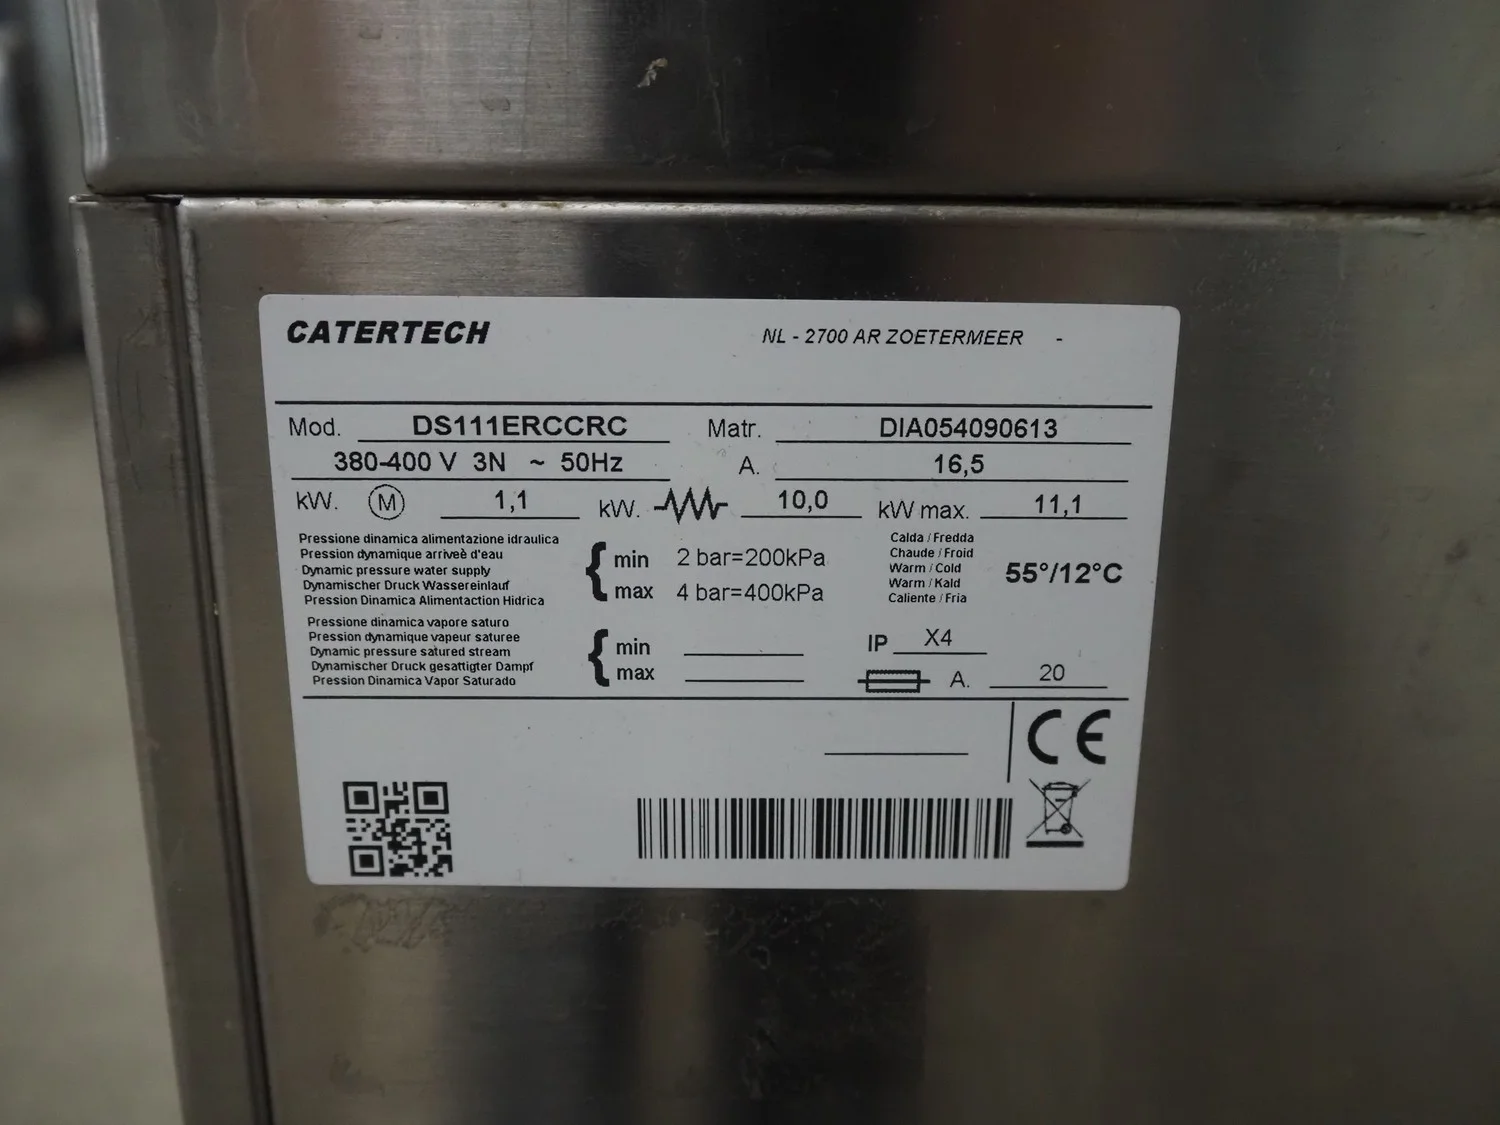 CATERTECH NL - 2700 AR ZOETERMEER -
Mod. DS111ERCCRC Matr. DIA054090613
380-400 V 3N ~ 50Hz A. 16,5
kW. M 1,1 kW. 10,0 kW max. 11,1
Pressione dinamica alimentazione idraulica
Pression dynamique arriveè d'eau
Dynamic pressure water supply
Dynamischer Druck Wassereinlauf
Pression Dinamica Alimentaction Hidrica
min 2 bar=200kPa
max 4 bar=400kPa
Calda / Fredda
Chaude / Froid
Warm / Cold
Warm / Kald
Caliente / Fria
55°/12°C
Pressione dinamica vapore saturo
Pression dynamique vapeur saturee
Dynamic pressure satured stream
Dynamischer Druck gesattigter Dampf
Pression Dinamica Vapor Saturado
min
max
IP X4
A. 20
CE